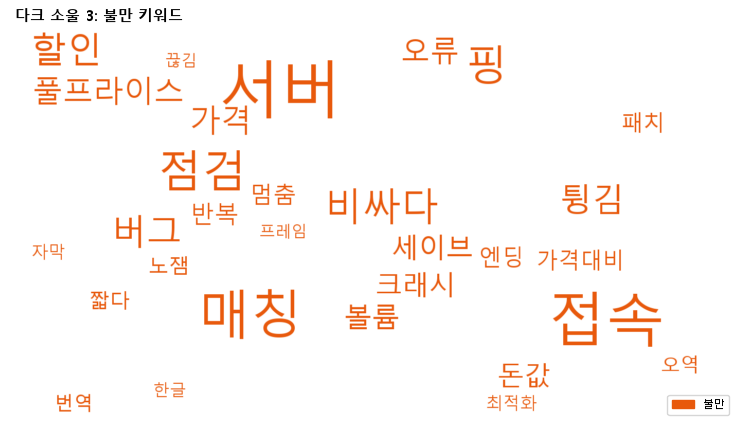 다크 소울 3: 불만 키워드
할인
끊김
오류
핑
풀프라이스
서버
가격
패치
점검
멈춤
비싸다
튕김
반복
버그
프레임
세이브
엔딩
가격대비
자막
노잼
크래시
짧다
매칭
볼륨
접속
돈값
오역
한글
번역
최적화
불만